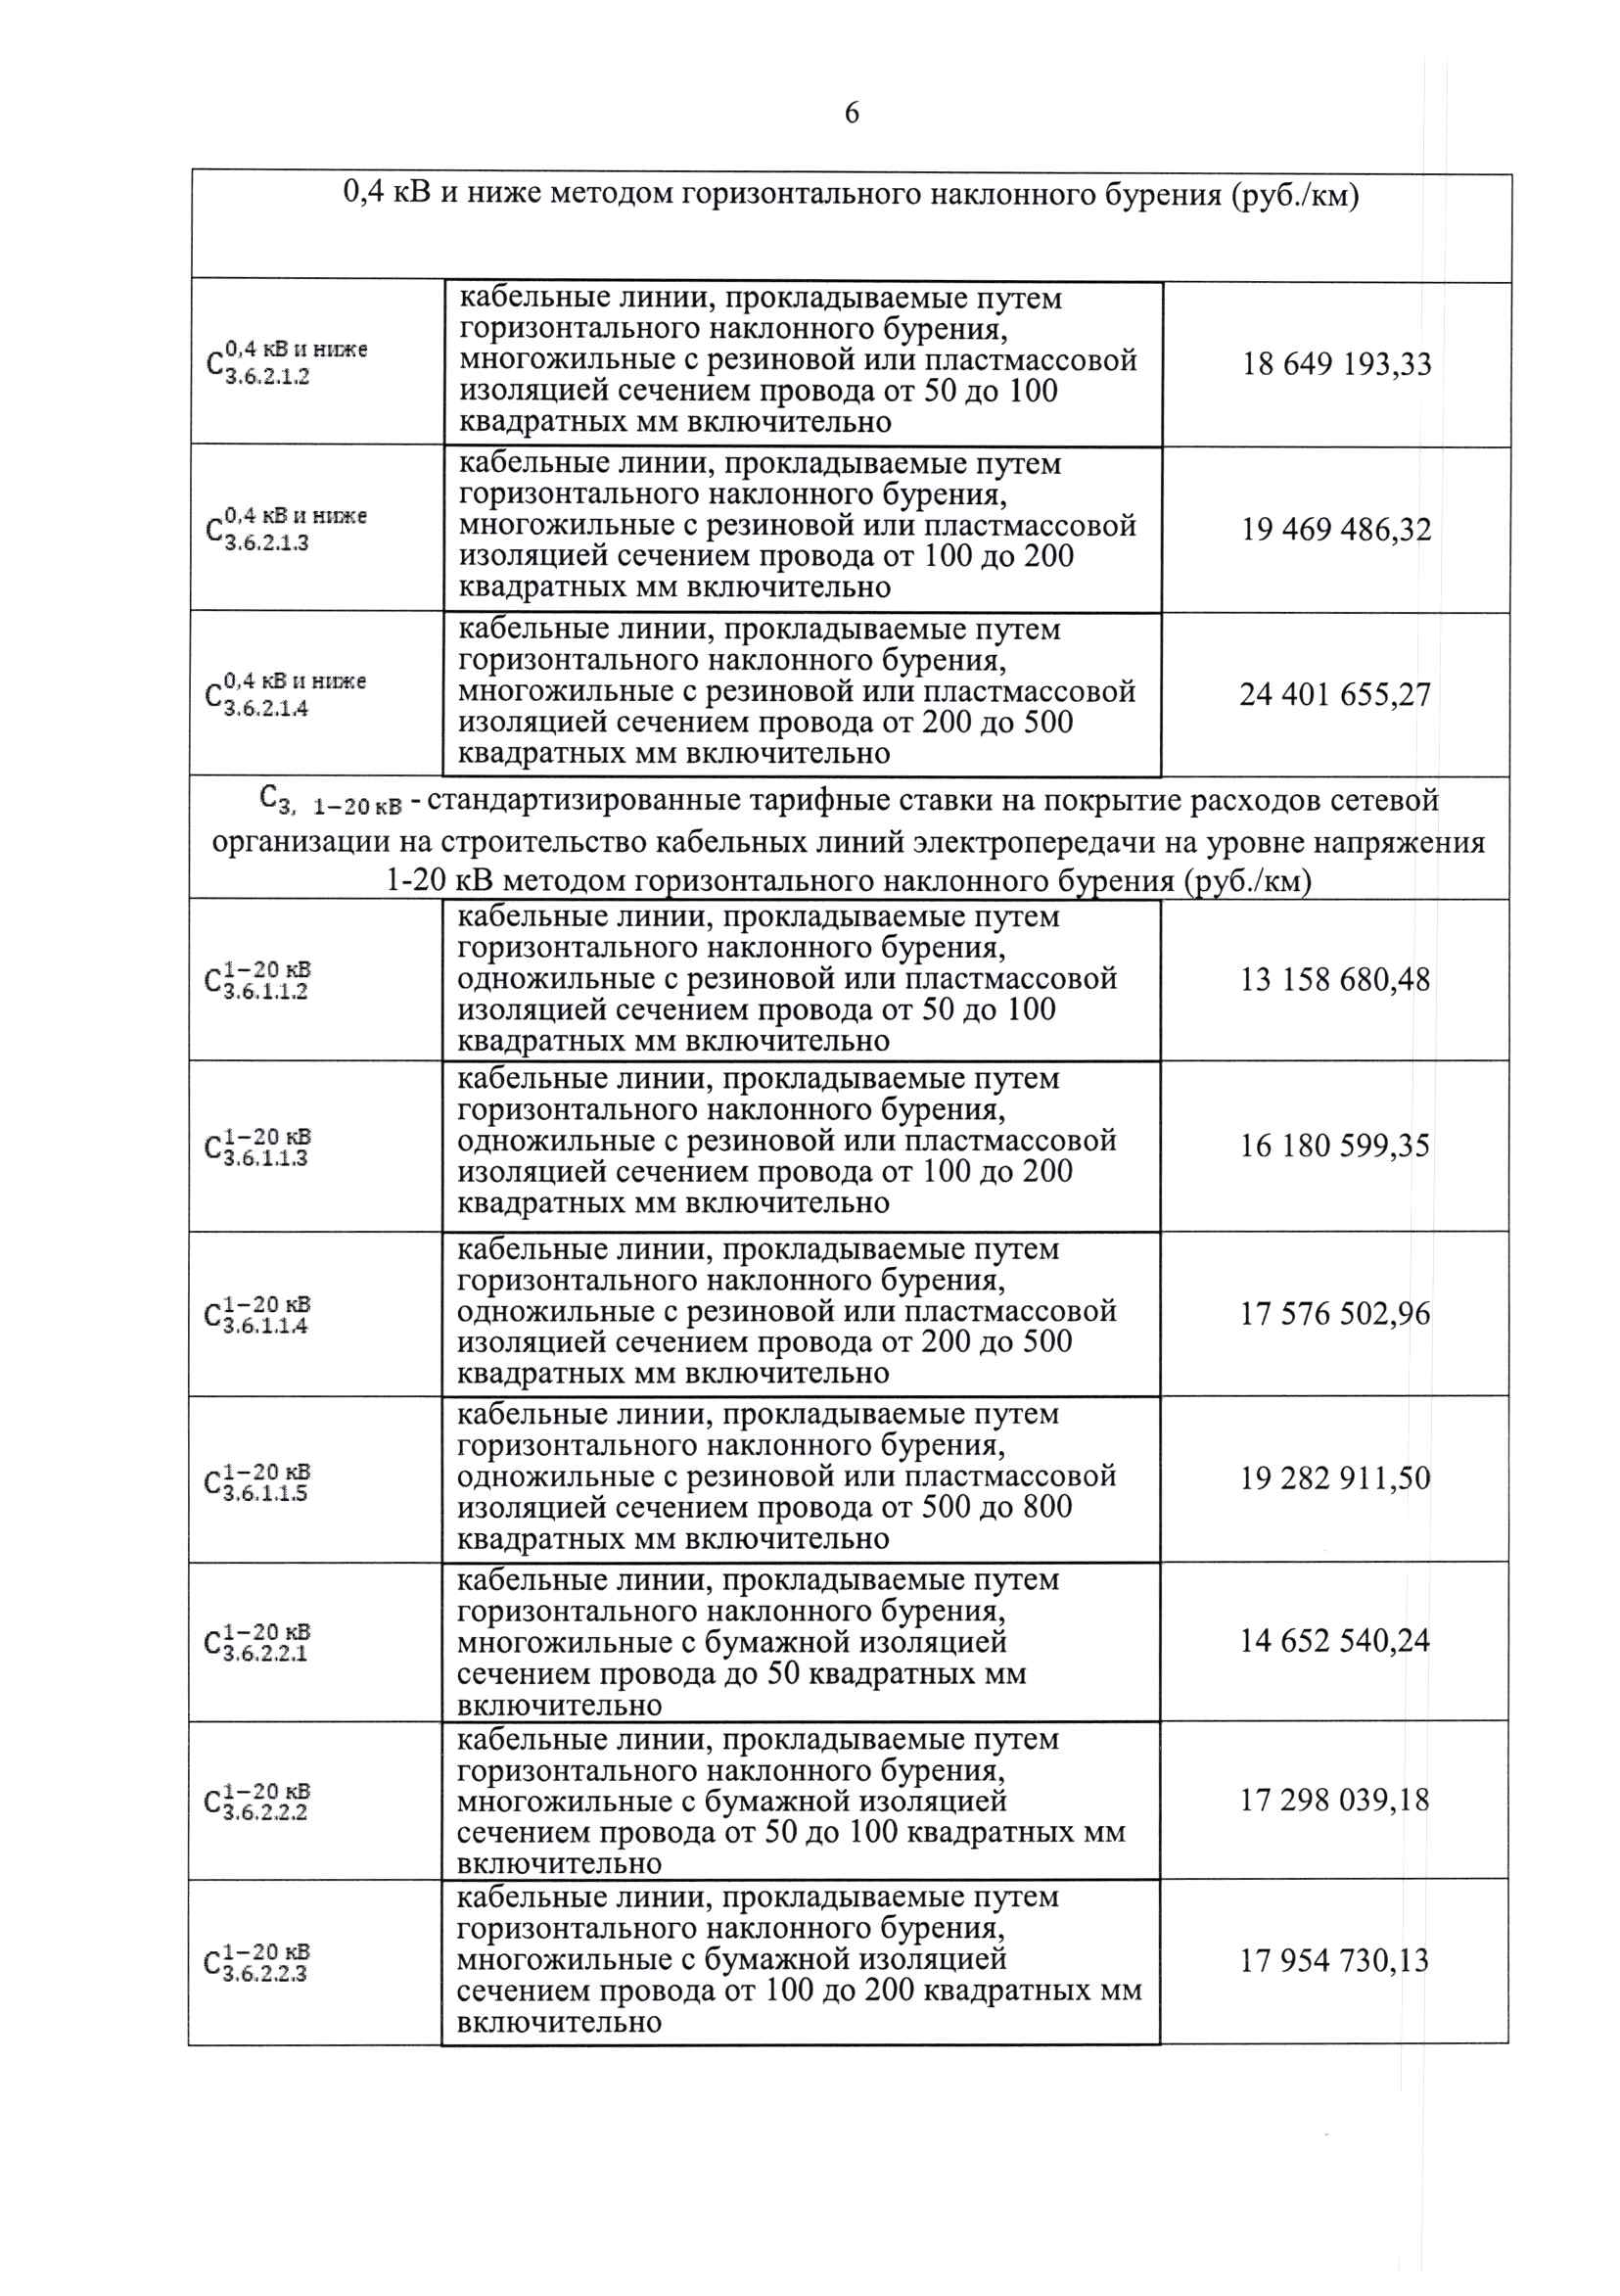 6
0,4 кВ и ниже методом горизонтального наклонного бурения (руб./км)
С 0,4 кВ и ниже 3.6.2.1.2
кабельные линии, прокладываемые путем
горизонтального наклонного бурения,
многожильные с резиновой или пластмассовой
изоляцией сечением провода от 50 до 100
квадратных мм включительно
18 649 193,33
С 0,4 кВ и ниже 3.6.2.1.3
кабельные линии, прокладываемые путем
горизонтального наклонного бурения,
многожильные с резиновой или пластмассовой
изоляцией сечением провода от 100 до 200
квадратных мм включительно
19 469 486,32
С 0,4 кВ и ниже 3.6.2.1.4
кабельные линии, прокладываемые путем
горизонтального наклонного бурения,
многожильные с резиновой или пластмассовой
изоляцией сечением провода от 200 до 500
квадратных мм включительно
24 401 655,27
С3, 1–20 кВ - стандартизированные тарифные ставки на покрытие расходов сетевой
организации на строительство кабельных линий электропередачи на уровне напряжения
1-20 кВ методом горизонтального наклонного бурения (руб./км)
С 1–20 кВ 3.6.1.1.2
кабельные линии, прокладываемые путем
горизонтального наклонного бурения,
одножильные с резиновой или пластмассовой
изоляцией сечением провода от 50 до 100
квадратных мм включительно
13 158 680,48
С 1–20 кВ 3.6.1.1.3
кабельные линии, прокладываемые путем
горизонтального наклонного бурения,
одножильные с резиновой или пластмассовой
изоляцией сечением провода от 100 до 200
квадратных мм включительно
16 180 599,35
С 1–20 кВ 3.6.1.1.4
кабельные линии, прокладываемые путем
горизонтального наклонного бурения,
одножильные с резиновой или пластмассовой
изоляцией сечением провода от 200 до 500
квадратных мм включительно
17 576 502,96
С 1–20 кВ 3.6.1.1.5
кабельные линии, прокладываемые путем
горизонтального наклонного бурения,
одножильные с резиновой или пластмассовой
изоляцией сечением провода от 500 до 800
квадратных мм включительно
19 282 911,50
С 1–20 кВ 3.6.2.2.1
кабельные линии, прокладываемые путем
горизонтального наклонного бурения,
многожильные с бумажной изоляцией
сечением провода до 50 квадратных мм
включительно
14 652 540,24
С 1–20 кВ 3.6.2.2.2
кабельные линии, прокладываемые путем
горизонтального наклонного бурения,
многожильные с бумажной изоляцией
сечением провода от 50 до 100 квадратных мм
включительно
17 298 039,18
С 1–20 кВ 3.6.2.2.3
кабельные линии, прокладываемые путем
горизонтального наклонного бурения,
многожильные с бумажной изоляцией
сечением провода от 100 до 200 квадратных мм
включительно
17 954 730,13